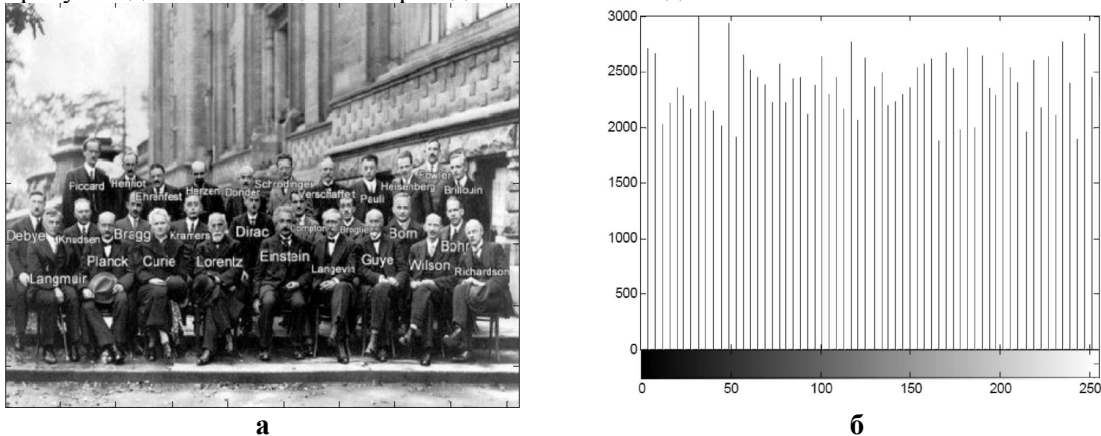 Piccard Henriot Ehrenfest Herzen Donder Schrodinger Verschaffelt Pauli Heisenberg Fowler Brillouin
Debye Knudsen Bragg Kramers Dirac Compton Broglie Born Bohr
Langmuir Planck Curie Lorentz Einstein Langevin Guye Wilson Richardson
3000
2500
2000
1500
1000
500
0
0 50 100 150 200 250
а б